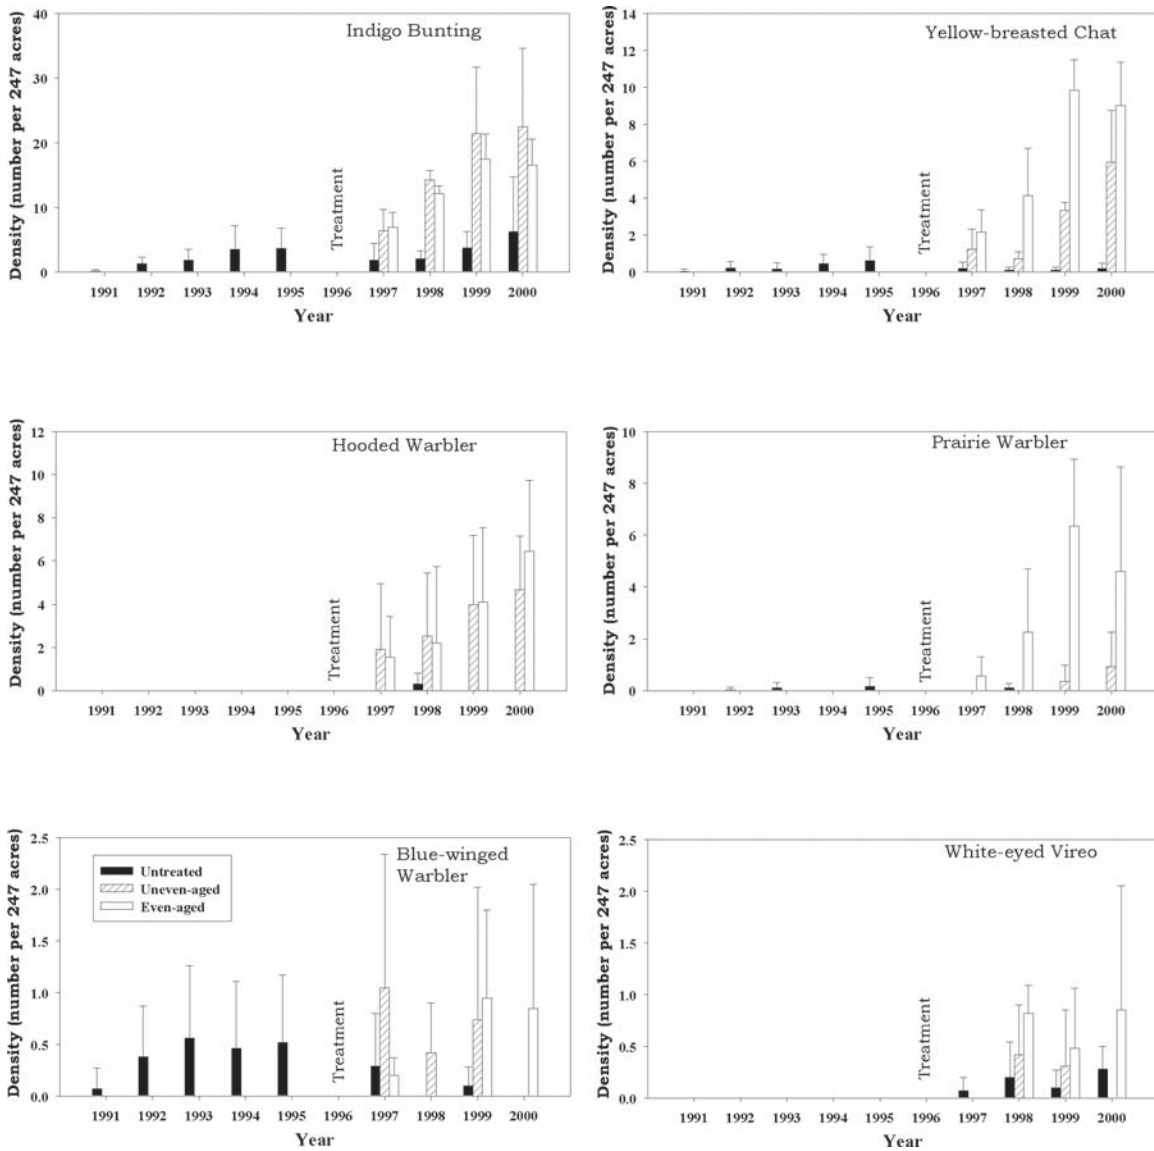 Indigo Bunting
Density (number per 247 acres)
40
30
20
10
0
Treatment
1991 1992 1993 1994 1995 1996 1997 1998 1999 2000
Year
Yellow-breasted Chat
Density (number per 247 acres)
14
12
10
8
6
4
2
0
Treatment
1991 1992 1993 1994 1995 1996 1997 1998 1999 2000
Year
Hooded Warbler
Density (number per 247 acres)
12
10
8
6
4
2
0
Treatment
1991 1992 1993 1994 1995 1996 1997 1998 1999 2000
Year
Prairie Warbler
Density (number per 247 acres)
10
8
6
4
2
0
Treatment
1991 1992 1993 1994 1995 1996 1997 1998 1999 2000
Year
Blue-winged
Warbler
Density (number per 247 acres)
2.5
2.0
1.5
1.0
0.5
0.0
Untreated
Uneven-aged
Even-aged
Treatment
1991 1992 1993 1994 1995 1996 1997 1998 1999 2000
Year
White-eyed Vireo
Density (number per 247 acres)
2.5
2.0
1.5
1.0
0.5
0.0
Treatment
1991 1992 1993 1994 1995 1996 1997 1998 1999 2000
Year